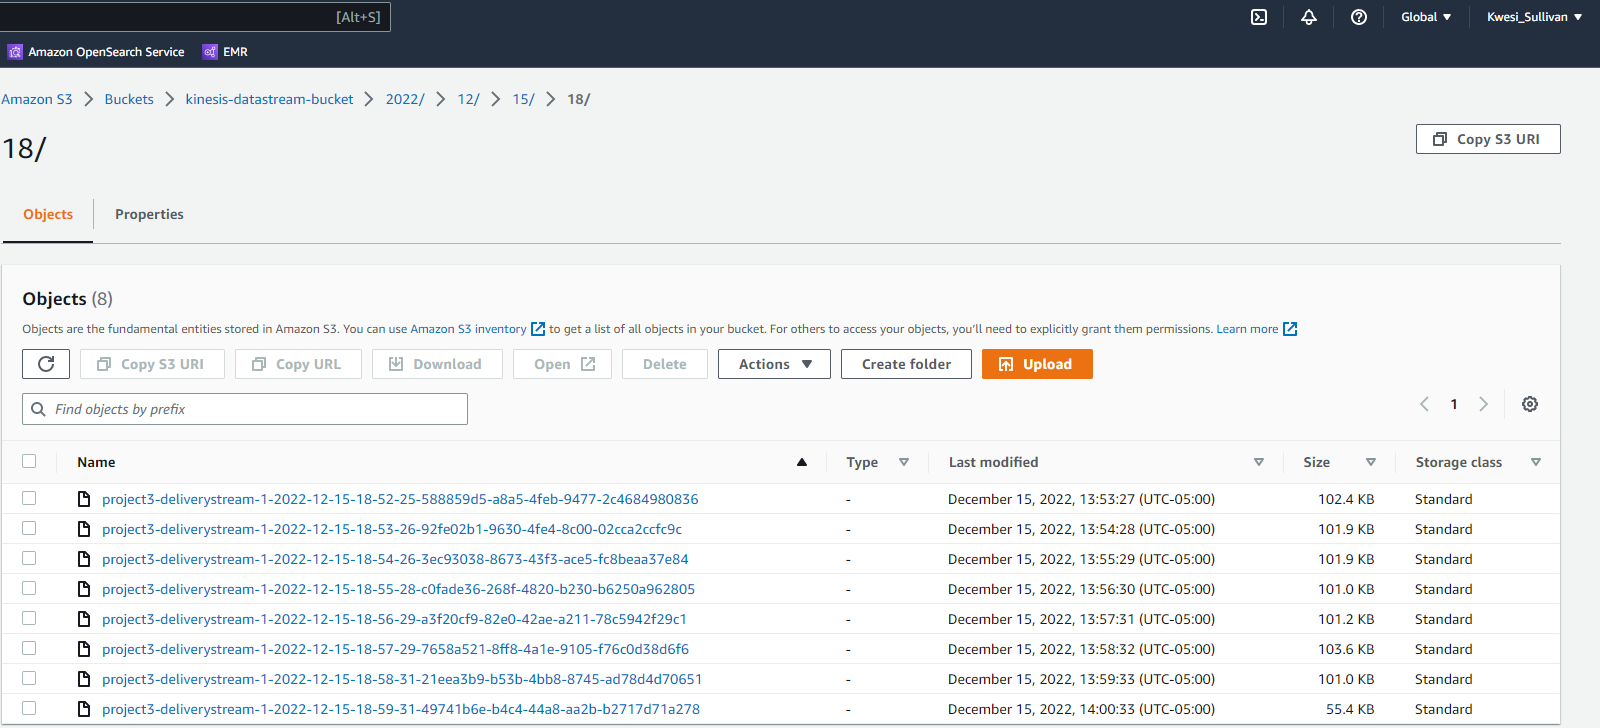 [Alt+S] Global Kwesi_Sullivan
Amazon OpenSearch Service EMR
Amazon S3 Buckets kinesis-datastream-bucket 2022/ 12/ 15/ 18/
18/
Copy S3 URI
Objects Properties
Objects (8)
Objects are the fundamental entities stored in Amazon S3. You can use Amazon S3 inventory to get a list of all objects in your bucket. For others to access your objects, you'll need to explicitly grant them permissions. Learn more
Copy S3 URI Copy URL Download Open Delete Actions Create folder Upload
Find objects by prefix 1
Name Type Last modified Size Storage class
project3-deliverystream-1-2022-12-15-18-52-25-588859d5-a8a5-4feb-9477-2c4684980836 - December 15, 2022, 13:53:27 (UTC-05:00) 102.4 KB Standard
project3-deliverystream-1-2022-12-15-18-53-26-92fe02b1-9630-4fe4-8c00-02cca2ccfc9c - December 15, 2022, 13:54:28 (UTC-05:00) 101.9 KB Standard
project3-deliverystream-1-2022-12-15-18-54-26-3ec93038-8673-43f3-ace5-fc8beaa37e84 - December 15, 2022, 13:55:29 (UTC-05:00) 101.9 KB Standard
project3-deliverystream-1-2022-12-15-18-55-28-c0fade36-268f-4820-b230-b6250a962805 - December 15, 2022, 13:56:30 (UTC-05:00) 101.0 KB Standard
project3-deliverystream-1-2022-12-15-18-56-29-a3f20cf9-82e0-42ae-a211-78c5942f29c1 - December 15, 2022, 13:57:31 (UTC-05:00) 101.2 KB Standard
project3-deliverystream-1-2022-12-15-18-57-29-7658a521-8ff8-4a1e-9105-f76c0d38d6f6 - December 15, 2022, 13:58:32 (UTC-05:00) 103.6 KB Standard
project3-deliverystream-1-2022-12-15-18-58-31-21eea3b9-b53b-4bb8-8745-ad78d4d70651 - December 15, 2022, 13:59:33 (UTC-05:00) 101.0 KB Standard
project3-deliverystream-1-2022-12-15-18-59-31-49741b6e-b4c4-44a8-aa2b-b2717d71a278 - December 15, 2022, 14:00:33 (UTC-05:00) 55.4 KB Standard